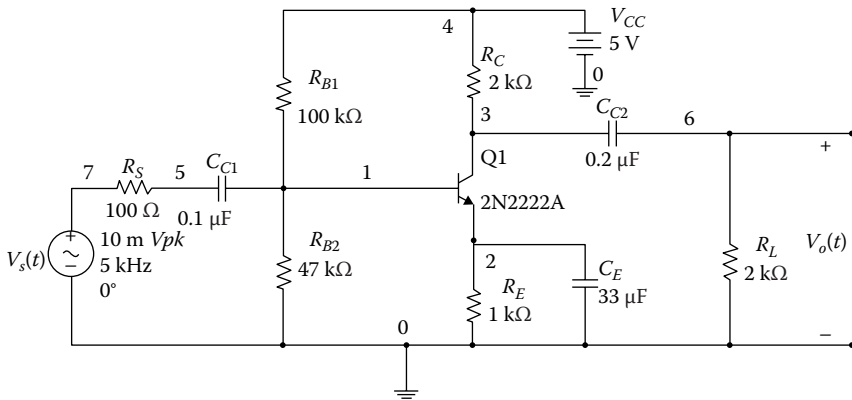 4
V_CC
5 V
0
R_C
2 kΩ
R_B1
100 kΩ
3
C_C2
6
0.2 μF
+
7
R_S
5
C_C1
1
Q1
100 Ω
0.1 μF
2N2222A
V_s(t)
+
–
10 m Vpk
5 kHz
0°
R_B2
47 kΩ
2
R_E
1 kΩ
C_E
33 μF
R_L
2 kΩ
V_o(t)
0
–